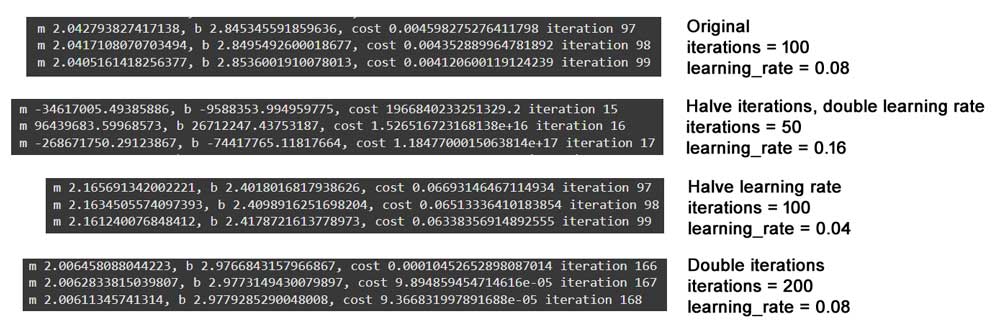 m 2.042793827417138, b 2.845345591859636, cost 0.004598275276411798 iteration 97
m 2.0417108070703494, b 2.8495492600018677, cost 0.004352889964781892 iteration 98
m 2.0405161418256377, b 2.8536001910078013, cost 0.004120600119124239 iteration 99
Original
iterations = 100
learning_rate = 0.08
m -34617005.49385886, b -9588353.994959775, cost 1966840233251329.2 iteration 15
m 96439683.59968573, b 26712247.43753187, cost 1.526516723168138e+16 iteration 16
m -268671750.29123867, b -74417765.11817664, cost 1.1847700015063814e+17 iteration 17
Halve iterations, double learning rate
iterations = 50
learning_rate = 0.16
m 2.165691342002221, b 2.4018016817938626, cost 0.06693146467114934 iteration 97
m 2.1634505574097393, b 2.4098916251698204, cost 0.06513336410183854 iteration 98
m 2.161240076848412, b 2.4178721613778973, cost 0.06338356914892555 iteration 99
Halve learning rate
iterations = 100
learning_rate = 0.04
m 2.006458088044223, b 2.9766843157966867, cost 0.00010452652898087014 iteration 166
m 2.0062833815039807, b 2.9773149430079897, cost 9.894859454714616e-05 iteration 167
m 2.00611345741314, b 2.9779285290048008, cost 9.366831997891688e-05 iteration 168
Double iterations
iterations = 200
learning_rate = 0.08